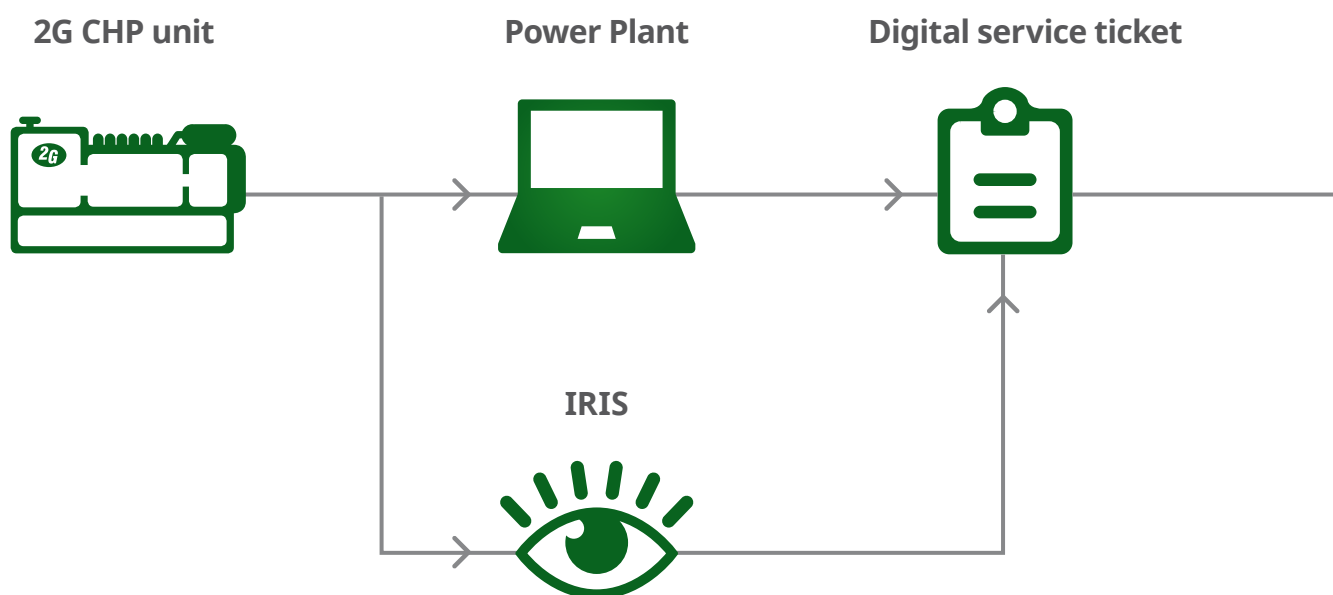 2G CHP unit
Power Plant
Digital service ticket
2G
IRIS